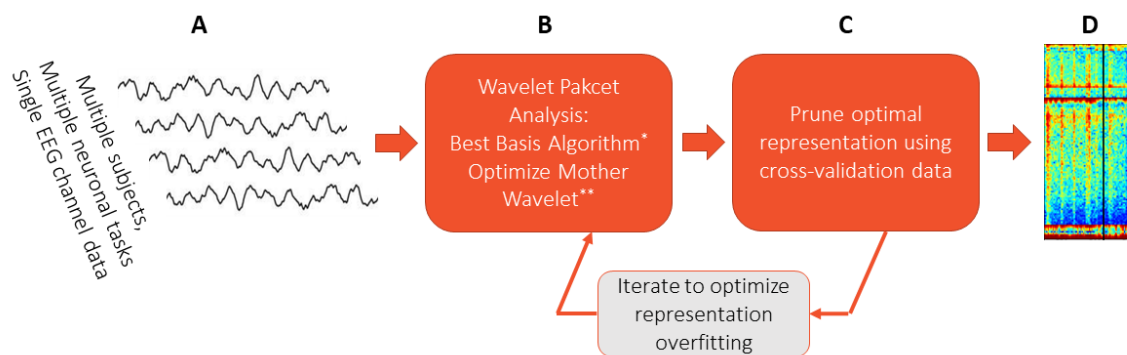 A
B
C
D
Multiple subjects,
Multiple neuronal tasks
Single EEG channel data
Wavelet Pakcet
Analysis:
Best Basis Algorithm*
Optimize Mother
Wavelet**
Prune optimal
representation using
cross-validation data
Iterate to optimize
representation
overfitting